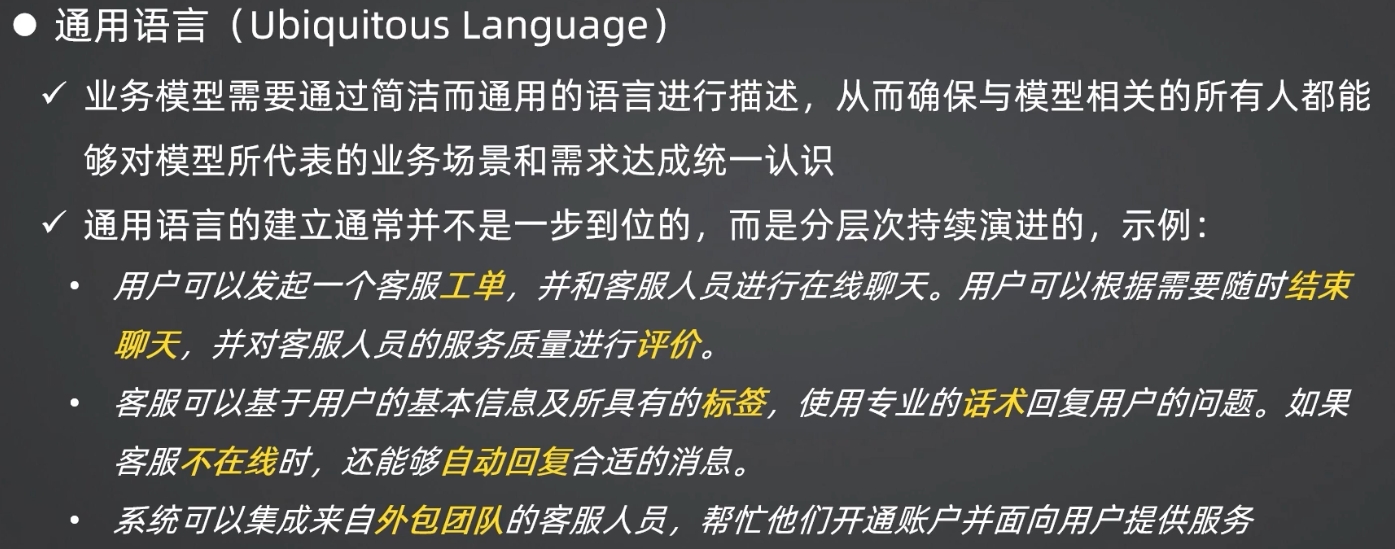 ● 通用语言（Ubiquitous Language）
✓ 业务模型需要通过简洁而通用的语言进行描述，从而确保与模型相关的所有人都能
够对模型所代表的业务场景和需求达成统一认识
✓ 通用语言的建立通常并不是一步到位的，而是分层次持续演进的，示例：
• 用户可以发起一个客服工单，并和客服人员进行在线聊天。用户可以根据需要随时结束
聊天，并对客服人员的服务质量进行评价。
• 客服可以基于用户的基本信息及所具有的标签，使用专业的话术回复用户的问题。如果
客服不在线时，还能够自动回复合适的消息。
• 系统可以集成来自外包团队的客服人员，帮忙他们开通账户并面向用户提供服务